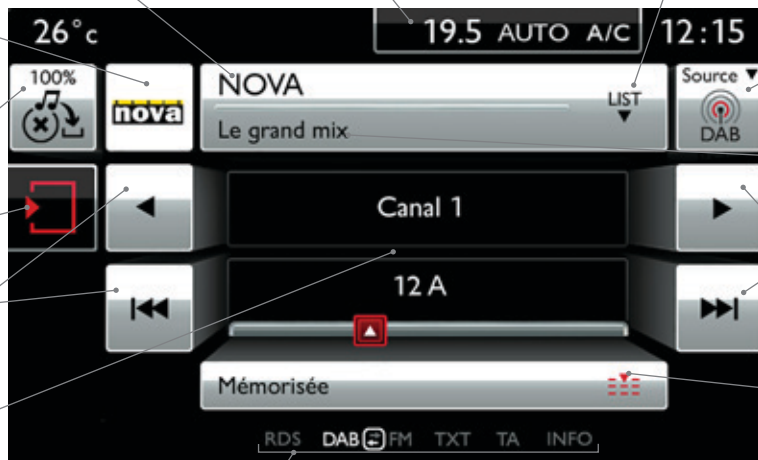 26°c
19.5 AUTO A/C
12:15
100%
nova
NOVA
Le grand mix
LIST
Source
DAB
Canal 1
12 A
Mémorisée
RDS DAB FM TXT TA INFO